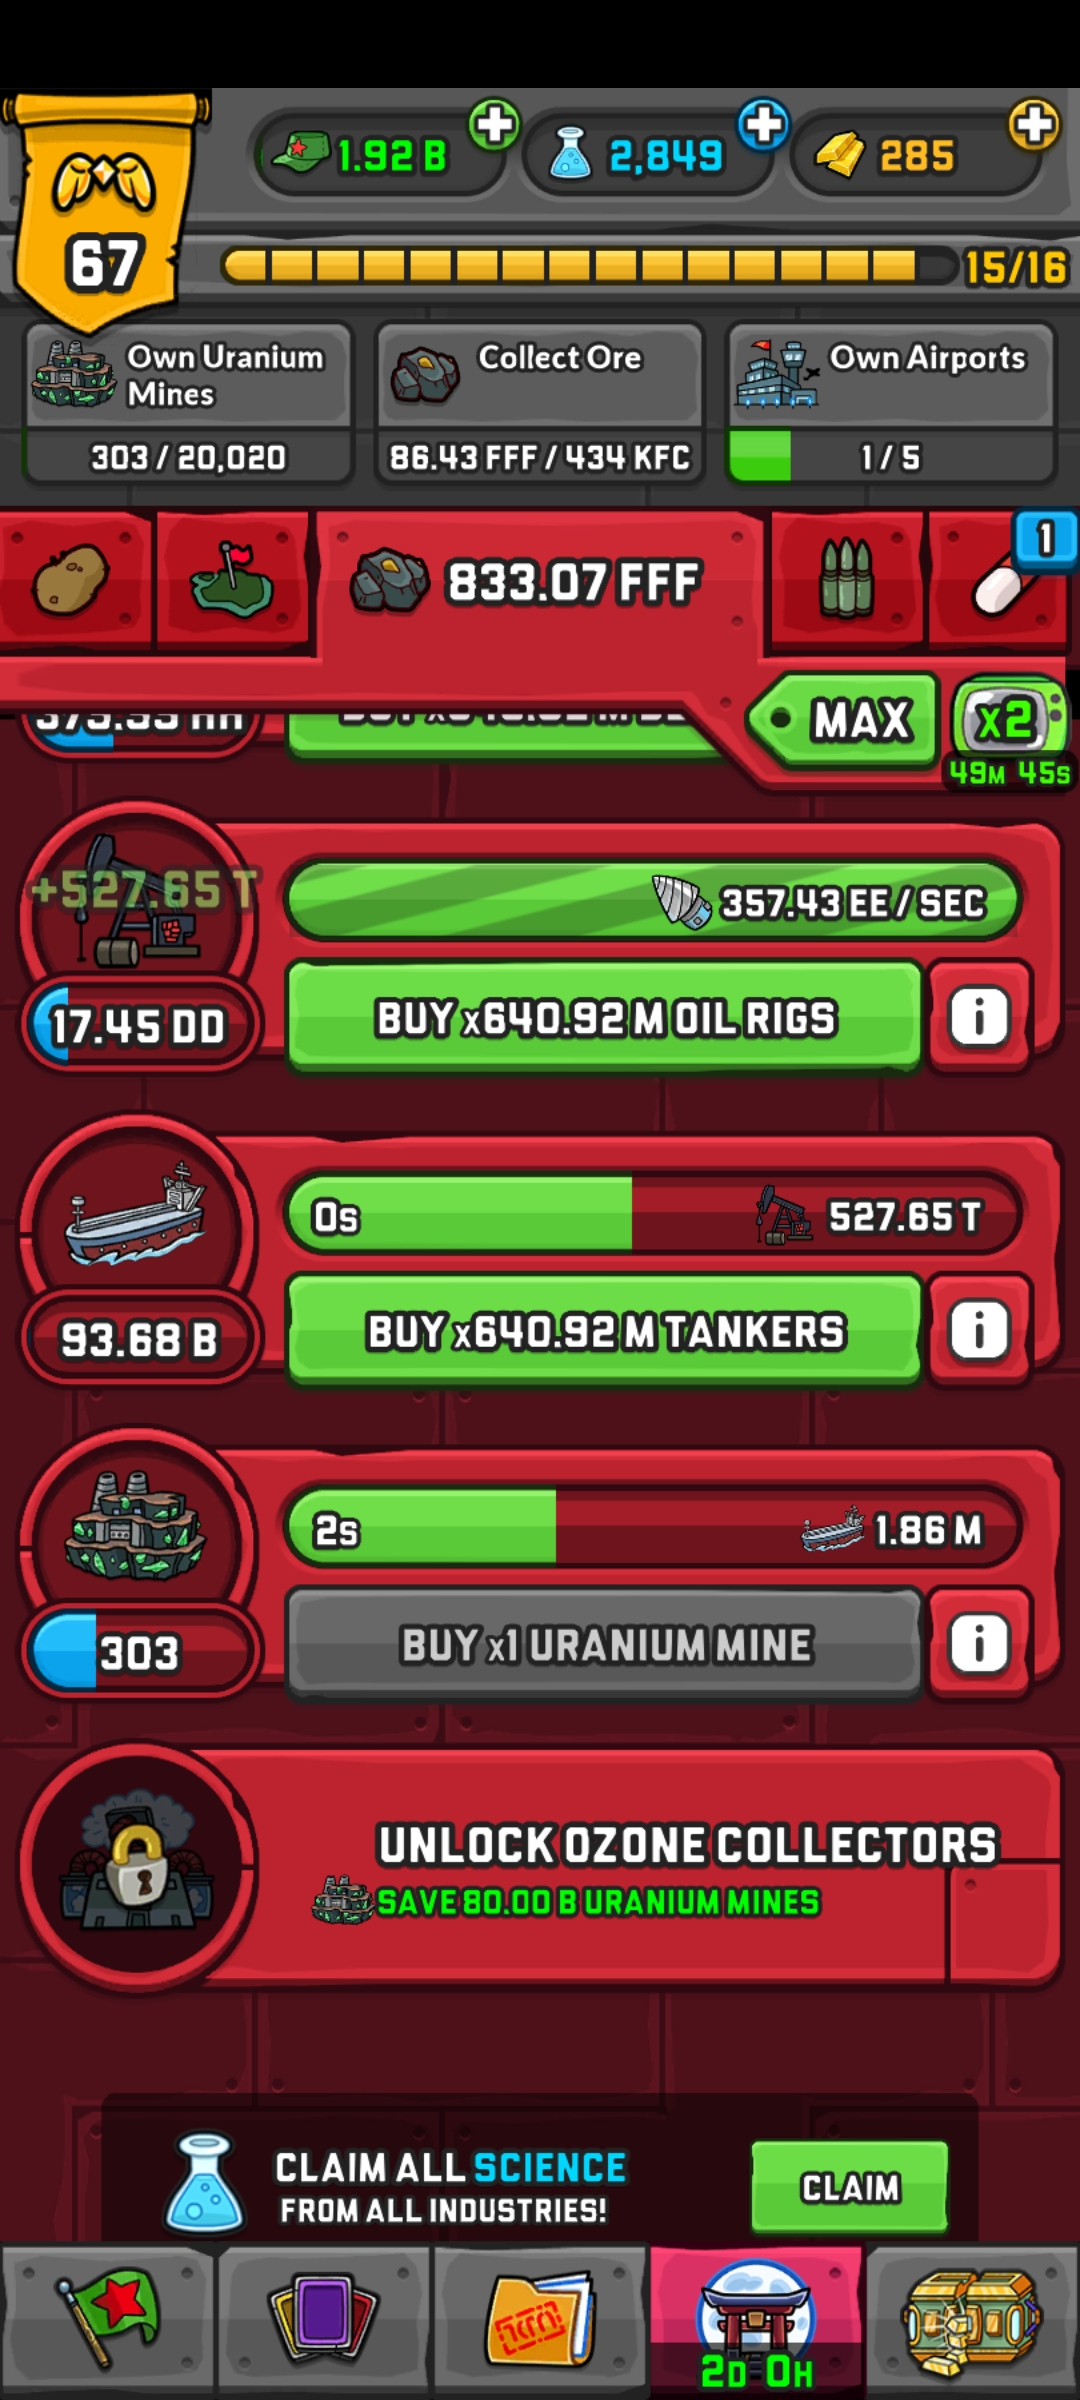 1.92 B
2,849
285
67
15/16
Own Uranium
Mines
303 / 20,020
Collect Ore
86.43 FFF / 434 KFC
Own Airports
1 / 5
833.07 FFF
1
MAX
x2
49M 45S
+527.65 T
357.43 EE / SEC
17.45 DD
BUY x640.92 M OIL RIGS
i
0s
527.65 T
93.68 B
BUY x640.92 M TANKERS
i
2s
1.86 M
303
BUY x1 URANIUM MINE
i
UNLOCK OZONE COLLECTORS
SAVE 80.00 B URANIUM MINES
CLAIM ALL SCIENCE
FROM ALL INDUSTRIES!
CLAIM
2D 0H